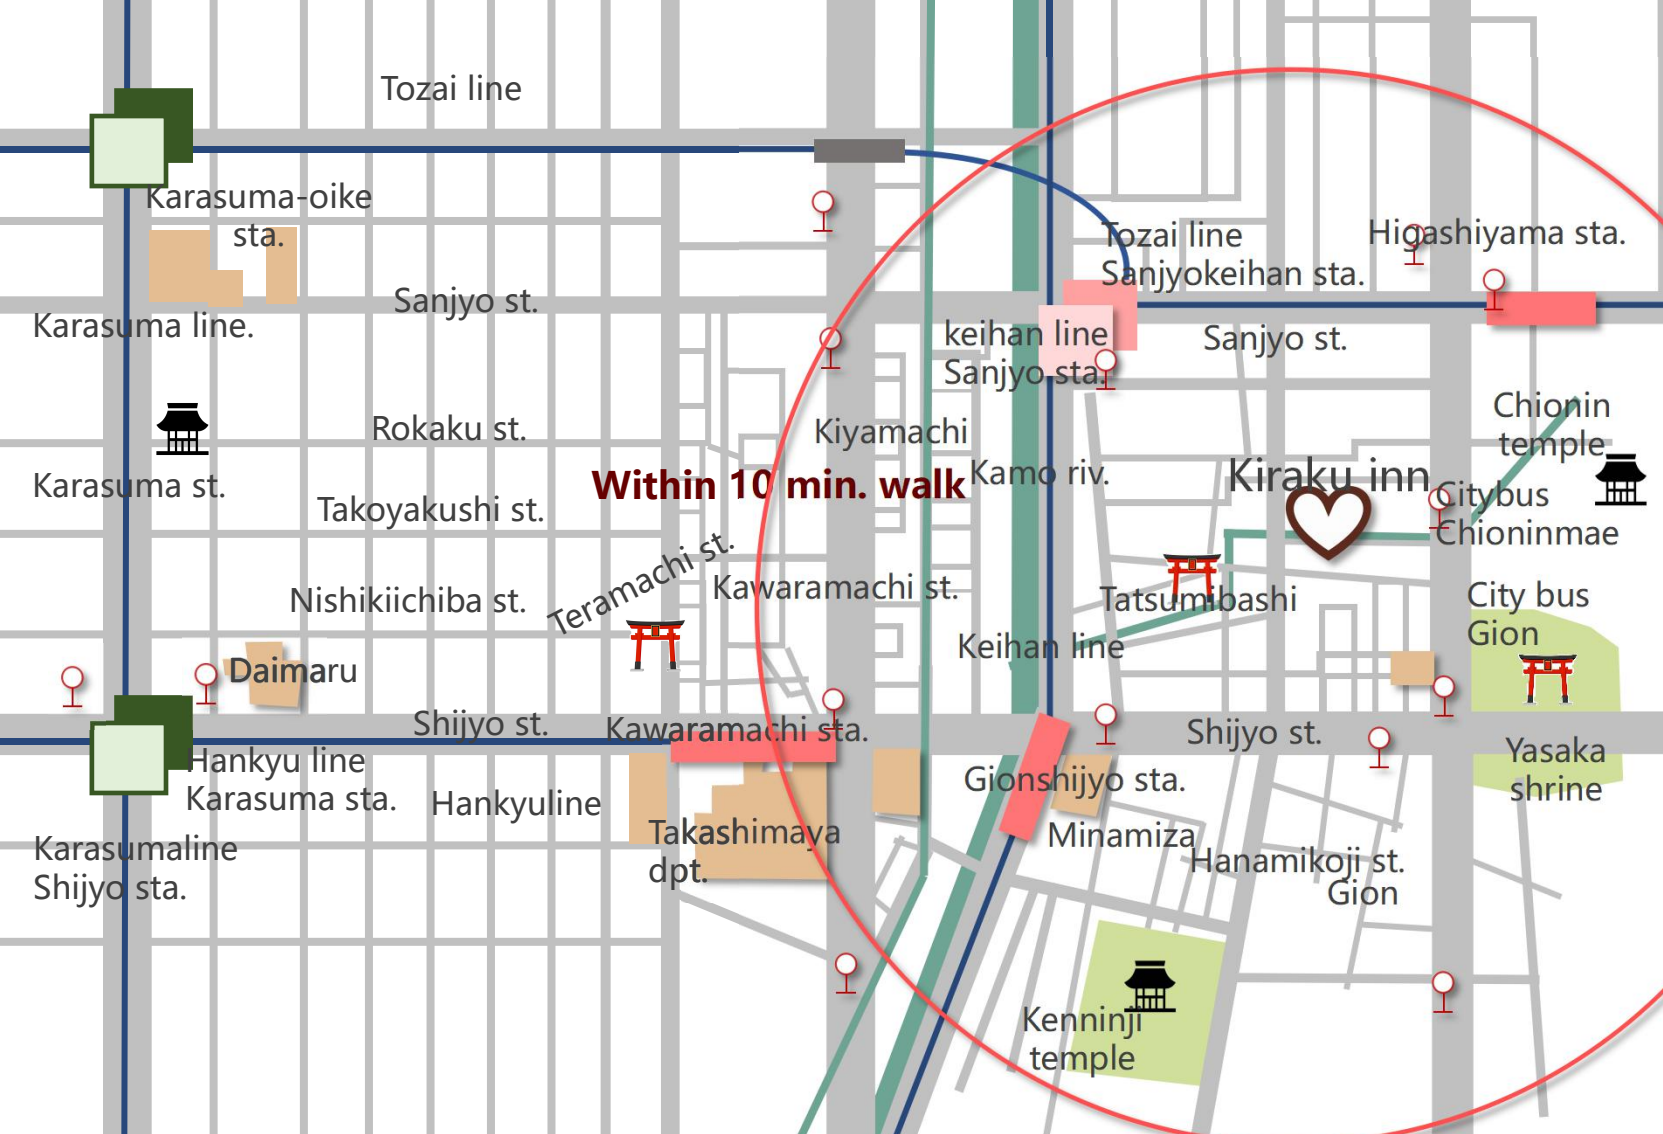 Tozai line
Karasuma-oike
sta.
Tozai line
Sanjyokeihan sta.
Higashiyama sta.
Karasuma line.
Sanjyo st.
keihan line
Sanjyo sta.
Sanjyo st.
Rokaku st.
Kiyamachi
Chionin
temple
Karasuma st.
Within 10 min. walk
Kamo riv.
Kiraku inn
Takoyakushi st.
Citybus
Chioninmae
Teramachi st.
Nishikiichiba st.
Kawaramachi st.
Tatsumibashi
City bus
Gion
Keihan line
Daimaru
Shijyo st.
Kawaramachi sta.
Shijyo st.
Hankyu line
Karasuma sta.
Hankyuline
Gionshijyo sta.
Yasaka
shrine
Takashimaya
dpt.
Minamiza
Hanamikoji st.
Gion
Karasumaline
Shijyo sta.
Kenninji
temple